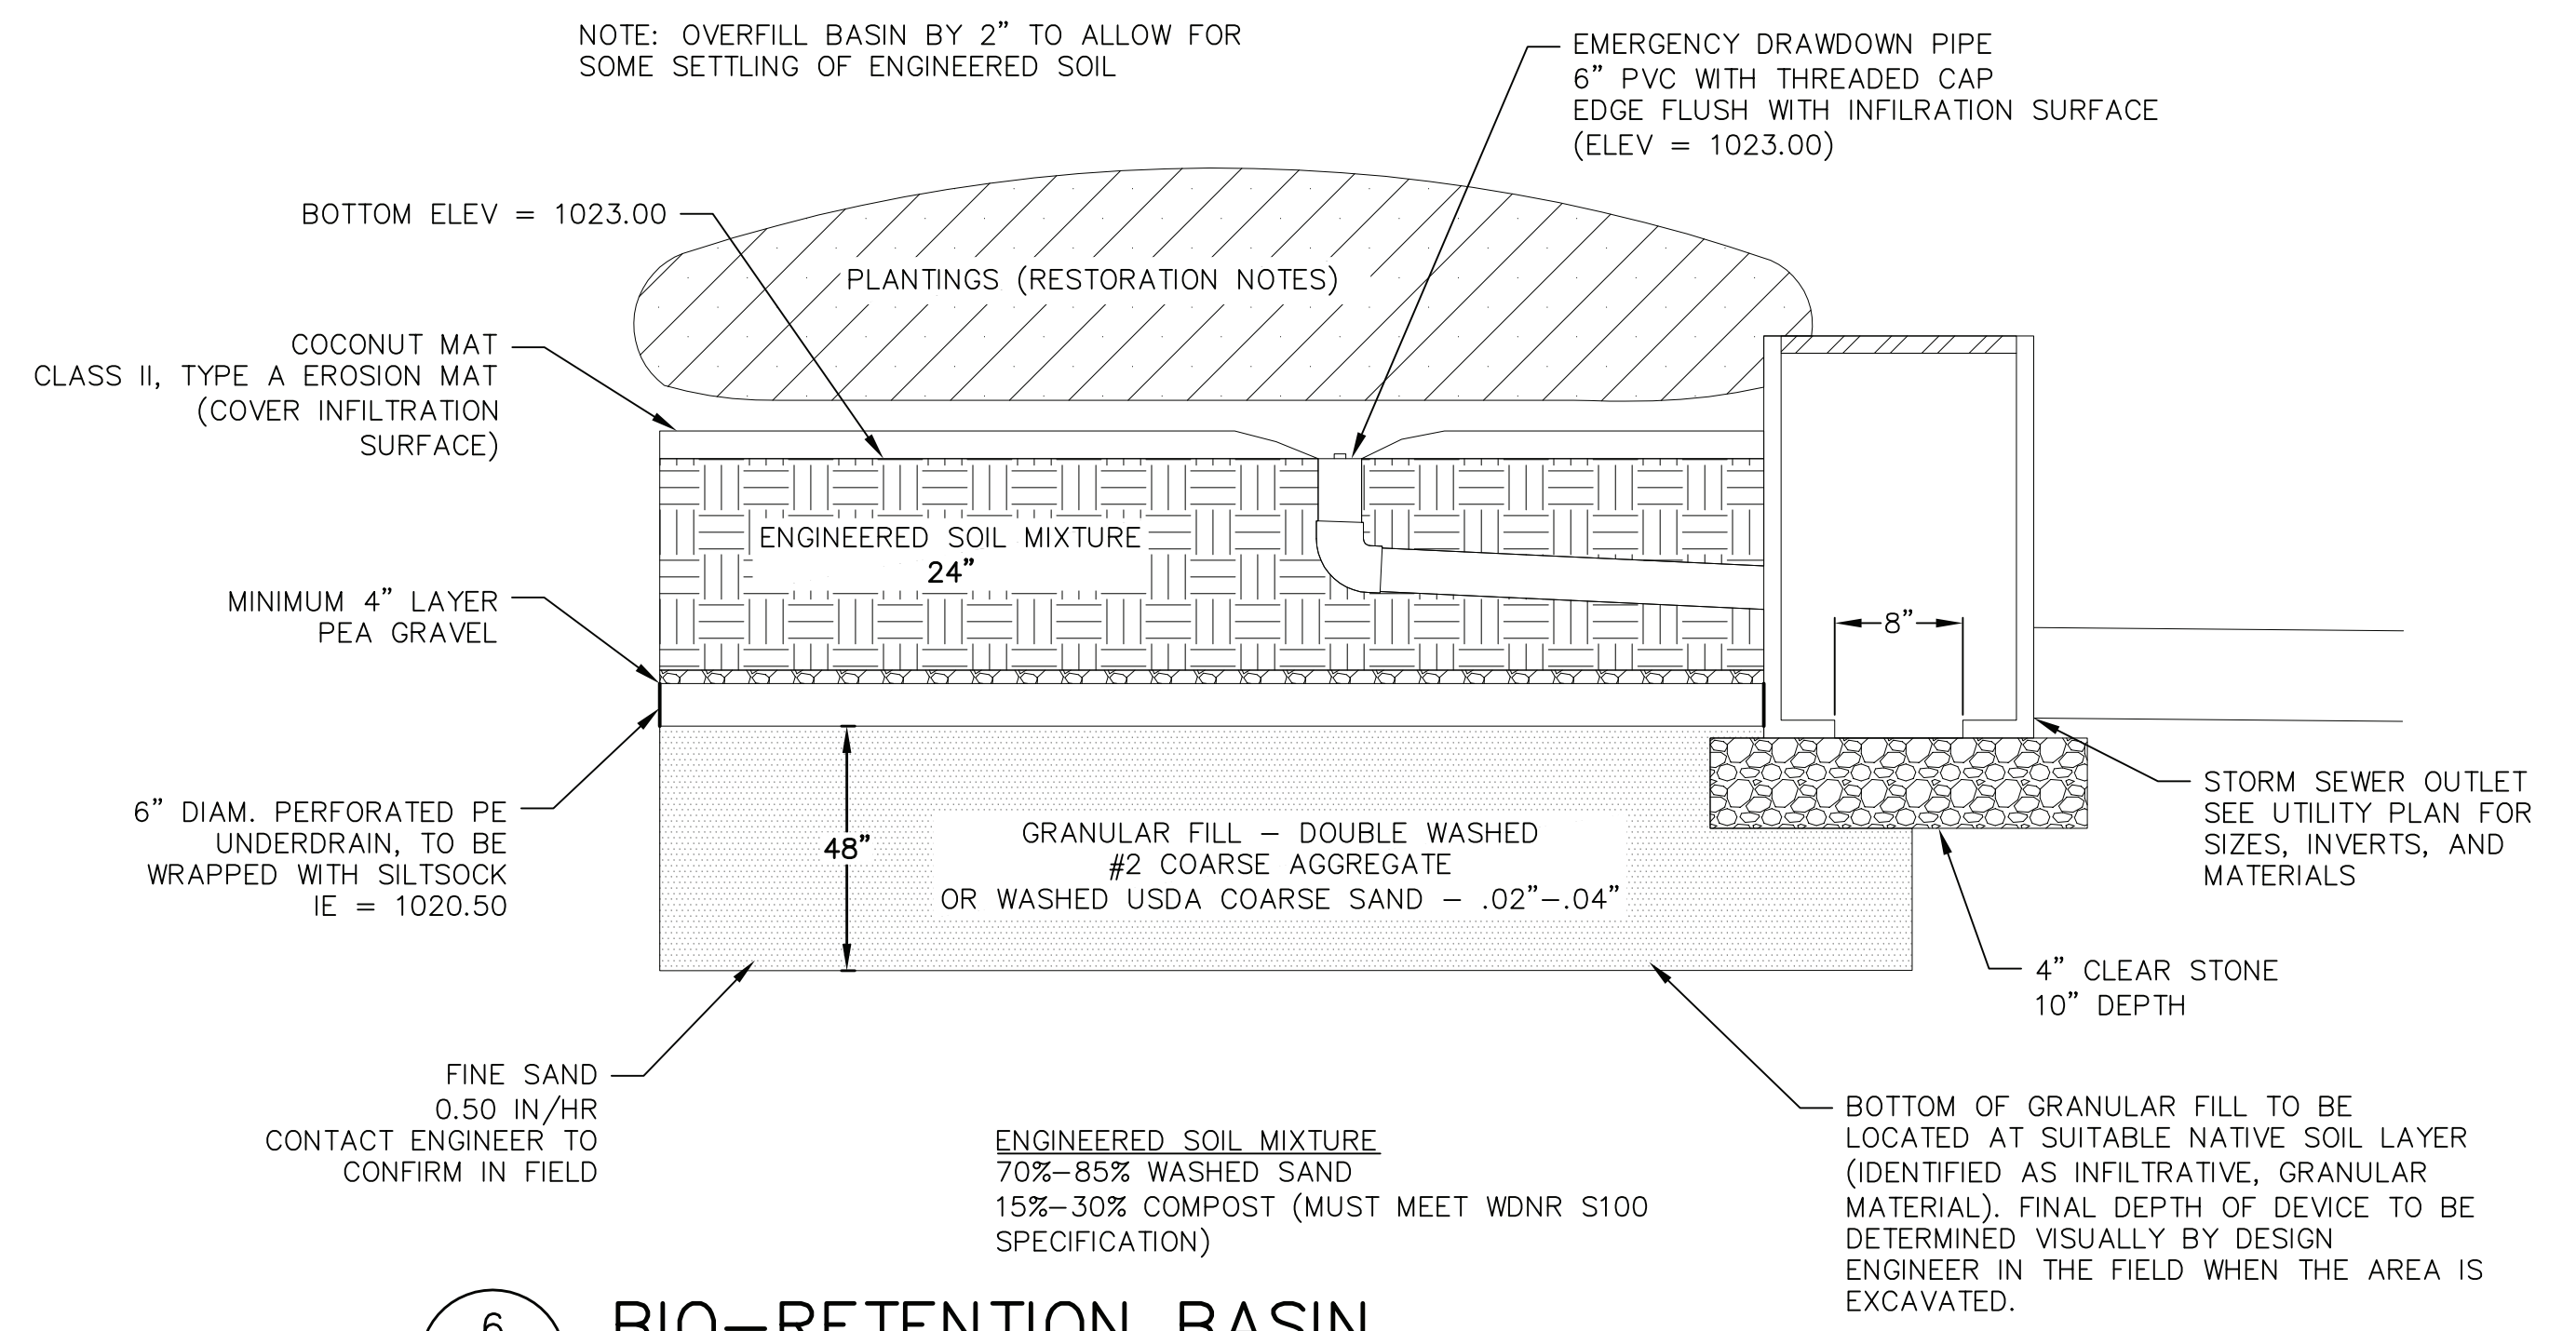 NOTE: OVERFILL BASIN BY 2” TO ALLOW FOR
SOME SETTLING OF ENGINEERED SOIL
EMERGENCY DRAWDOWN PIPE
6” PVC WITH THREADED CAP
EDGE FLUSH WITH INFILRATION SURFACE
(ELEV = 1023.00)
BOTTOM ELEV = 1023.00
PLANTINGS (RESTORATION NOTES)
COCONUT MAT
CLASS II, TYPE A EROSION MAT
(COVER INFILTRATION
SURFACE)
ENGINEERED SOIL MIXTURE
24”
MINIMUM 4” LAYER
PEA GRAVEL
8”
6” DIAM. PERFORATED PE
UNDERDRAIN, TO BE
WRAPPED WITH SILTSOCK
IE = 1020.50
48”
GRANULAR FILL – DOUBLE WASHED
#2 COARSE AGGREGATE
OR WASHED USDA COARSE SAND – .02”–.04”
STORM SEWER OUTLET
SEE UTILITY PLAN FOR
SIZES, INVERTS, AND
MATERIALS
4” CLEAR STONE
10” DEPTH
FINE SAND
0.50 IN/HR
CONTACT ENGINEER TO
CONFIRM IN FIELD
ENGINEERED SOIL MIXTURE
70%–85% WASHED SAND
15%–30% COMPOST (MUST MEET WDNR S100
SPECIFICATION)
BOTTOM OF GRANULAR FILL TO BE
LOCATED AT SUITABLE NATIVE SOIL LAYER
(IDENTIFIED AS INFILTRATIVE, GRANULAR
MATERIAL). FINAL DEPTH OF DEVICE TO BE
DETERMINED VISUALLY BY DESIGN
ENGINEER IN THE FIELD WHEN THE AREA IS
EXCAVATED.
6
BIO–RETENTION BASIN